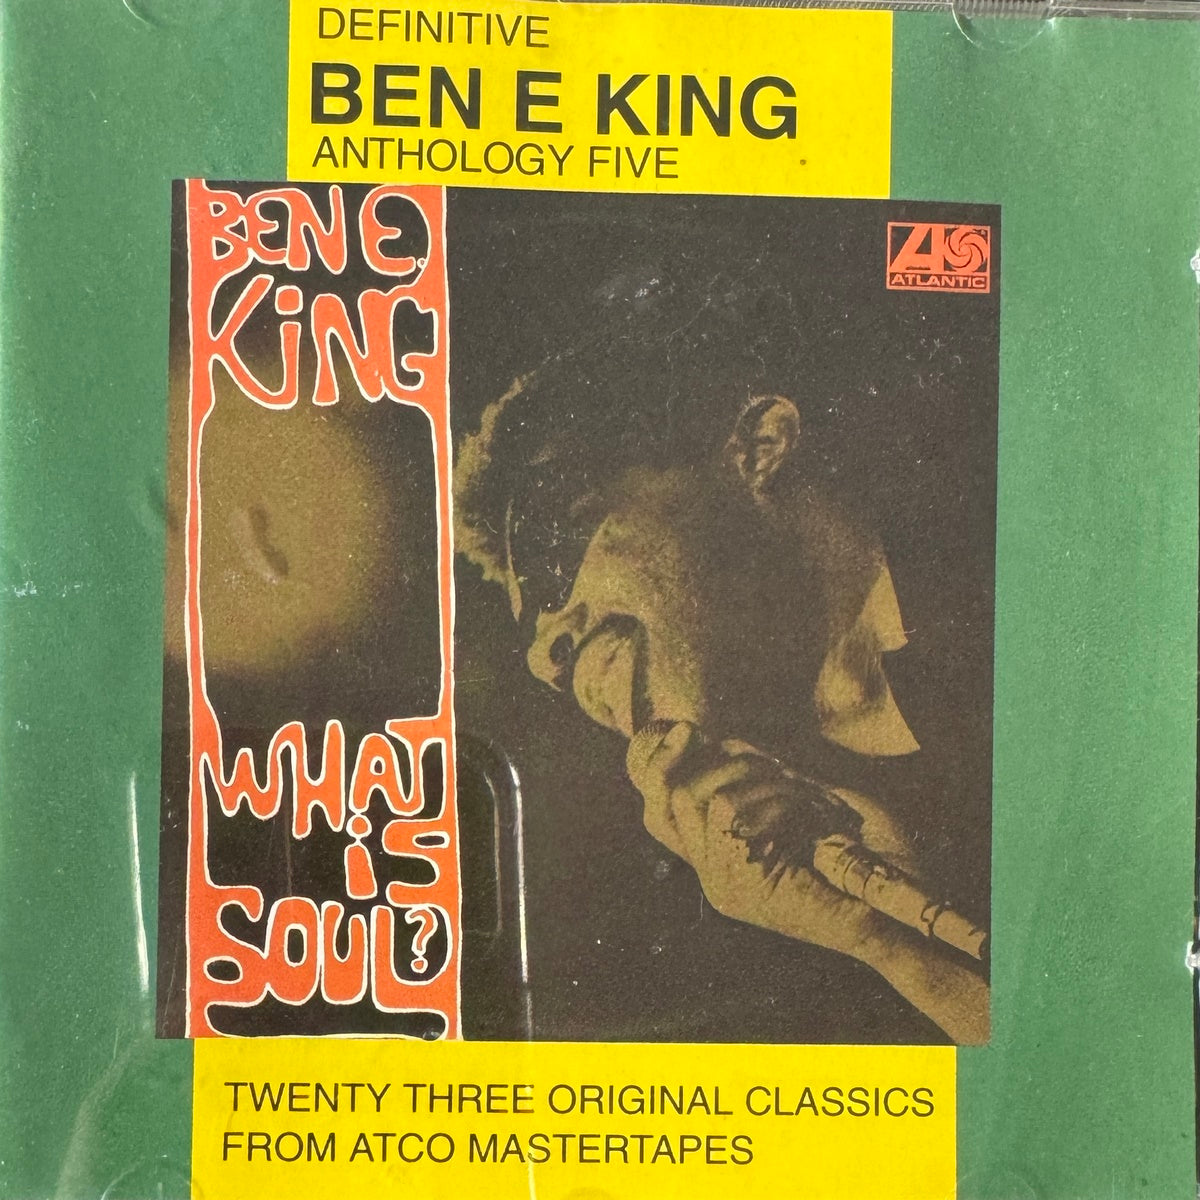 DEFINITIVE
BEN E KING
ANTHOLOGY FIVE
BEN E.
KiNG
ATLANTIC
WHAT
iS
SOUL?
TWENTY THREE ORIGINAL CLASSICS
FROM ATCO MASTERTAPES